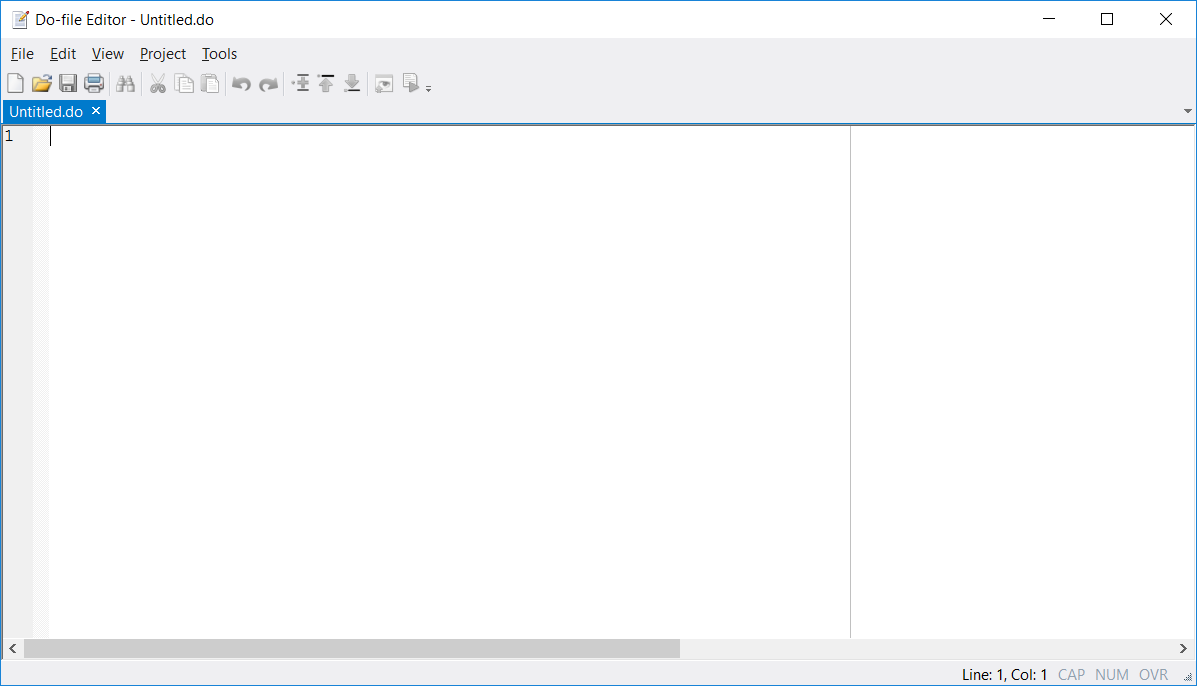 Do-file Editor - Untitled.do
File Edit View Project Tools
Untitled.do ×
1
Line: 1, Col: 1 CAP NUM OVR